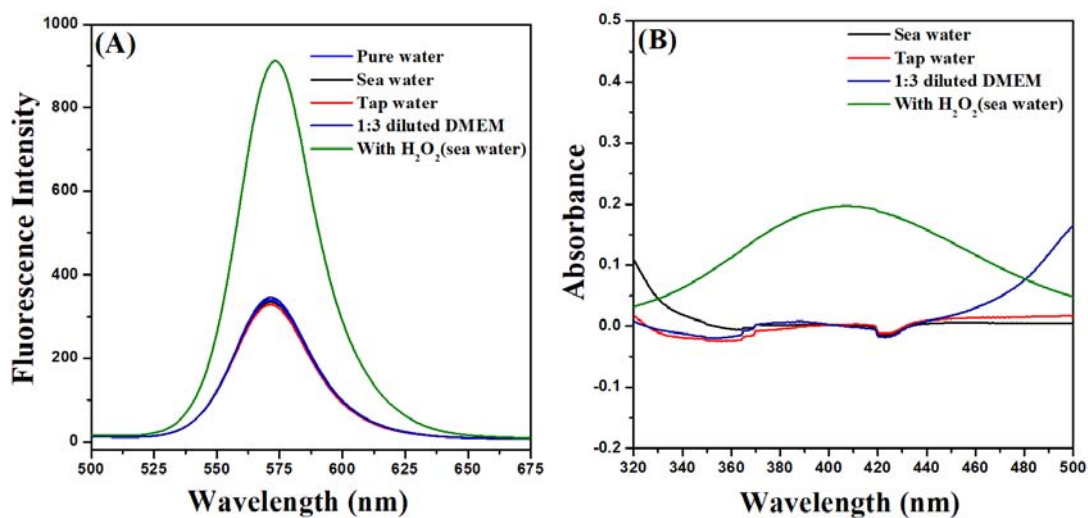 (A)
Pure water
Sea water
Tap water
1:3 diluted DMEM
With H₂O₂(sea water)
1000
800
600
400
200
0
Fluorescence Intensity
500 525 550 575 600 625 650 675
Wavelength (nm)
(B)
Sea water
Tap water
1:3 diluted DMEM
With H₂O₂(sea water)
0.5
0.4
0.3
0.2
0.1
0.0
-0.1
-0.2
Absorbance
320 340 360 380 400 420 440 460 480 500
Wavelength (nm)